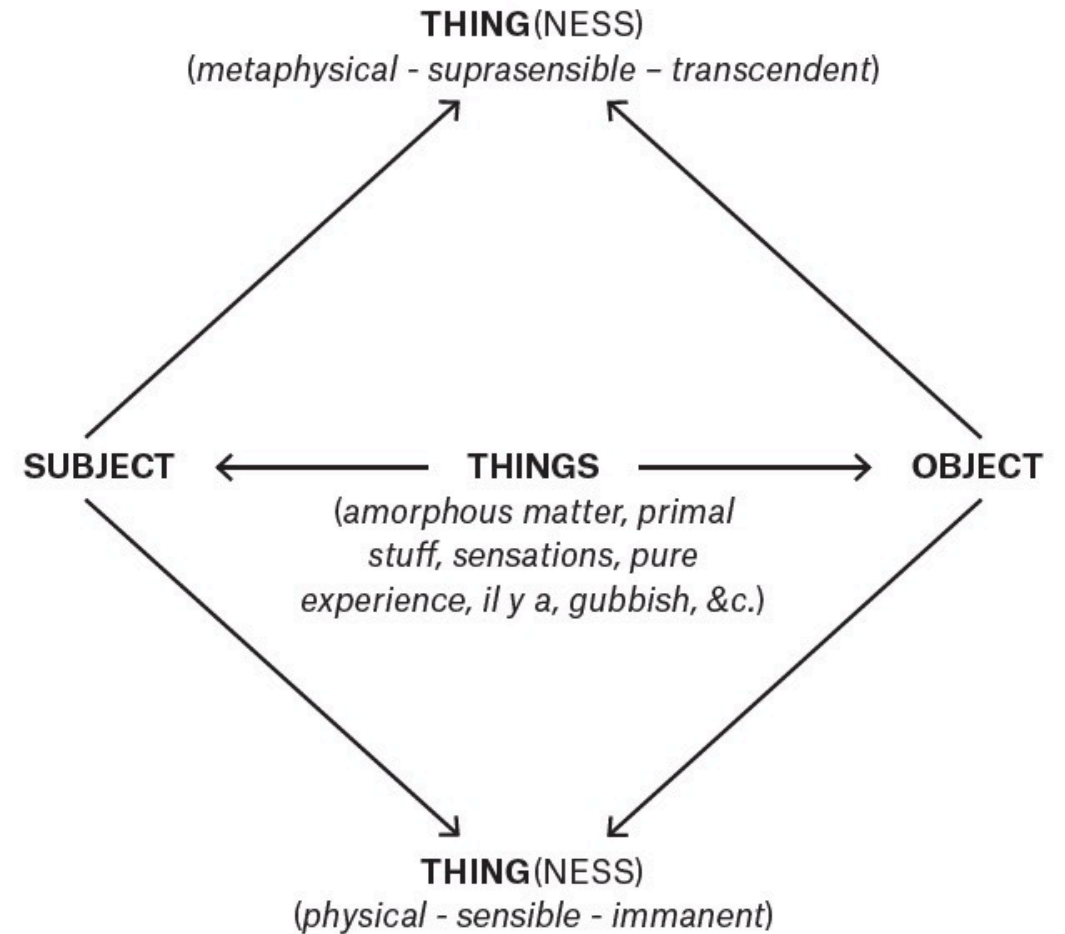 THING(NESS)
(metaphysical - suprasensible – transcendent)
SUBJECT
THINGS
OBJECT
(amorphous matter, primal
stuff, sensations, pure
experience, il y a, gubbish, &c.)
THING(NESS)
(physical - sensible - immanent)